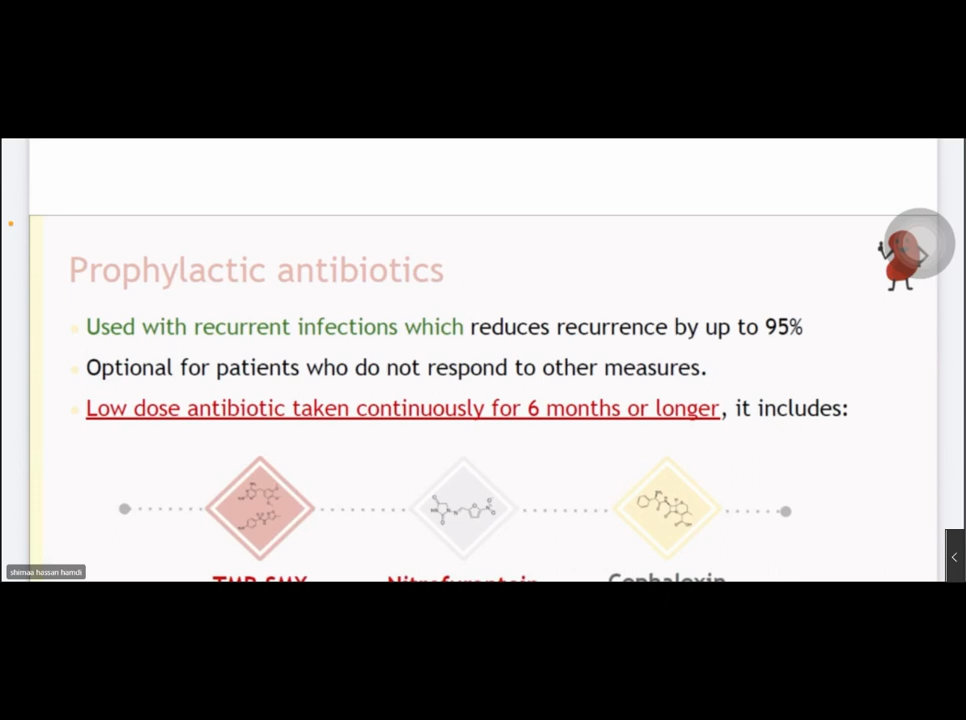 Prophylactic antibiotics
Used with recurrent infections which reduces recurrence by up to 95%
Optional for patients who do not respond to other measures.
Low dose antibiotic taken continuously for 6 months or longer, it includes:
TMP-SMX Nitrofurantoin Cephalexin
shimaa hassan hamdi